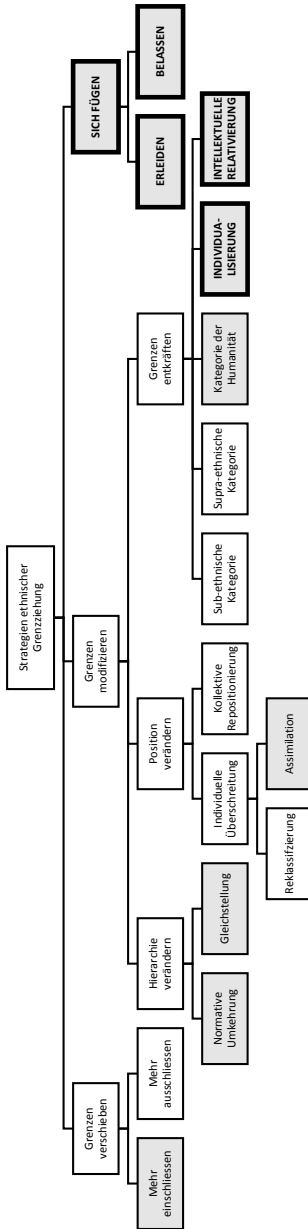 Strategien ethnischer
Grenzziehung
Grenzen
verschieben
Grenzen
modifizieren
SICH FÜGEN
Mehr
einschliessen
Mehr
ausschliessen
Hierarchie
verändern
Position
verändern
Grenzen
entkräften
ERLEIDEN
BELASSEN
Normative
Umkehrung
Gleichstellung
Individuelle
Überschreitung
Kollektive
Repositionierung
Sub-ethnische
Kategorie
Supra-ethnische
Kategorie
Kategorie der
Humanität
INDIVIDUA-
LISIERUNG
INTELLEKTUELLE
RELATIVIERUNG
Reklassifzierung
Assimilation